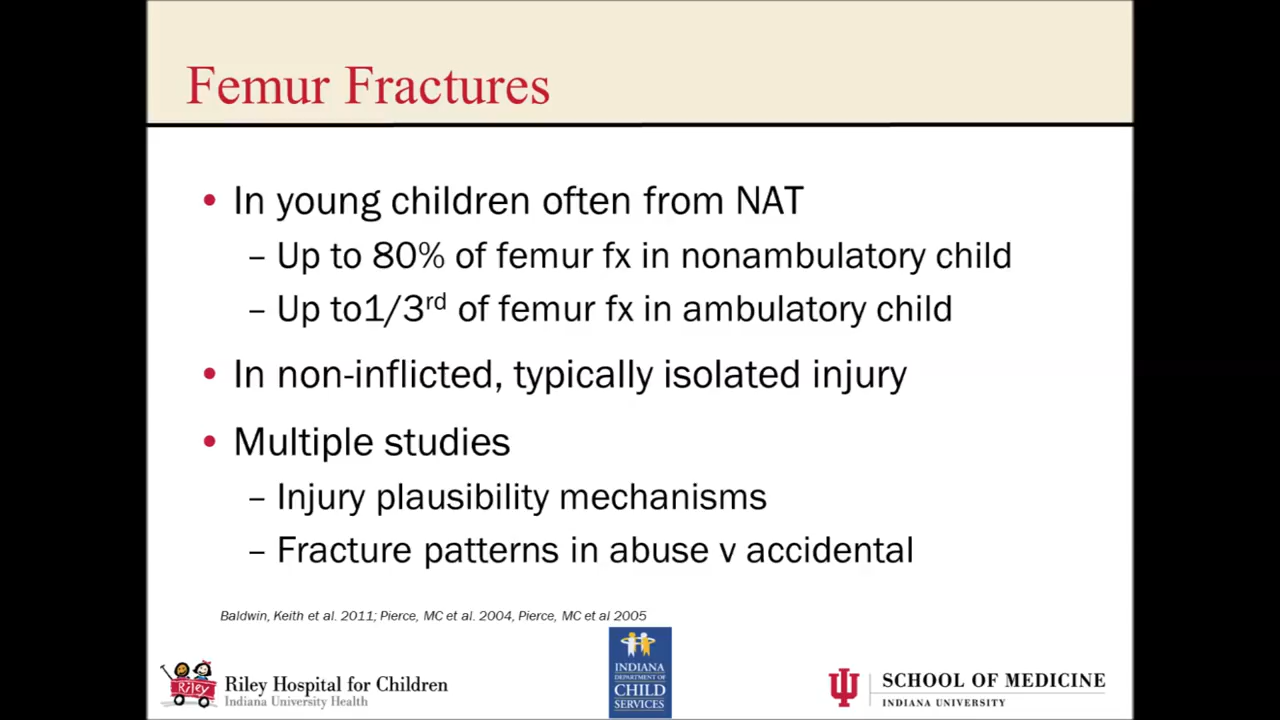 Femur Fractures
• In young children often from NAT
– Up to 80% of femur fx in nonambulatory child
– Up to1/3rd of femur fx in ambulatory child
• In non-inflicted, typically isolated injury
• Multiple studies
– Injury plausibility mechanisms
– Fracture patterns in abuse v accidental
Baldwin, Keith et al. 2011; Pierce, MC et al. 2004, Pierce, MC et al 2005
Riley
Riley Hospital for Children
Indiana University Health
INDIANA
DEPARTMENT OF
CHILD
SERVICES
SCHOOL OF MEDICINE
INDIANA UNIVERSITY